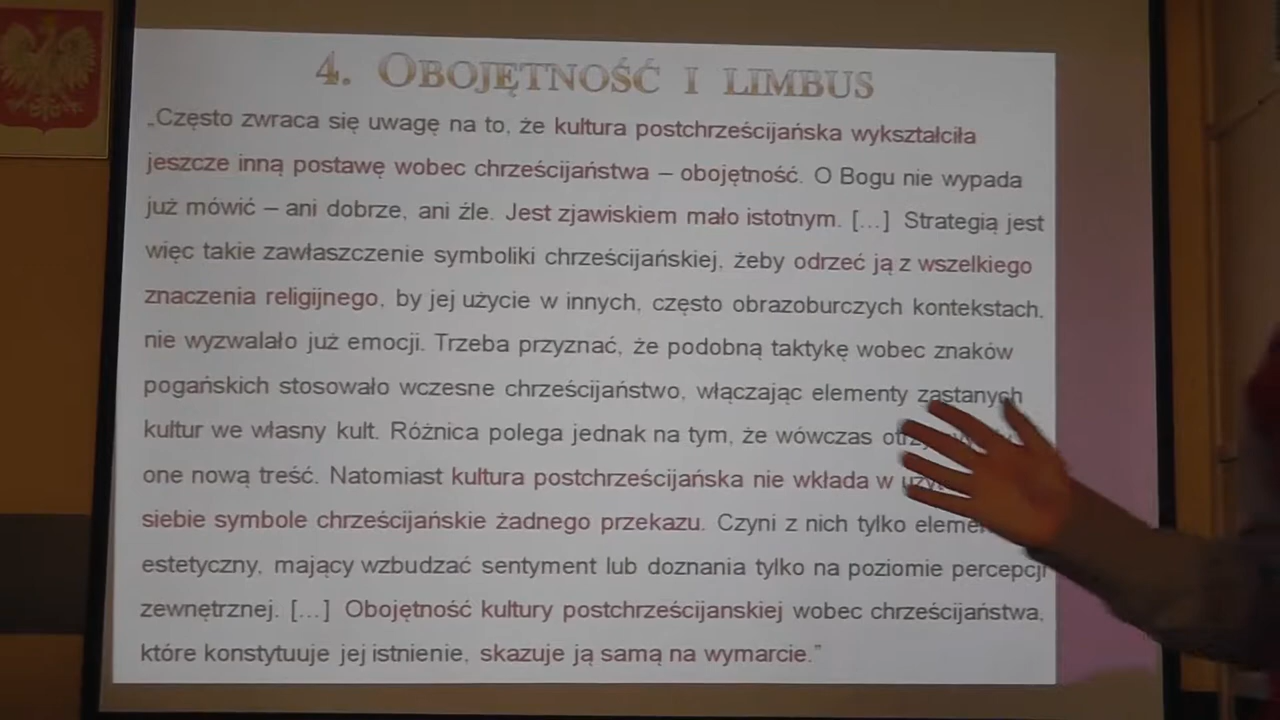 4. OBOJĘTNOŚĆ I LIMBUS
„Często zwraca się uwagę na to, że kultura postchrześcijańska wykształciła
jeszcze inną postawę wobec chrześcijaństwa – obojętność. O Bogu nie wypada
już mówić – ani dobrze, ani źle. Jest zjawiskiem mało istotnym. [...] Strategią jest
więc takie zawłaszczenie symboliki chrześcijańskiej, żeby odrzeć ją z wszelkiego
znaczenia religijnego, by jej użycie w innych, często obrazoburczych kontekstach,
nie wyzwalało już emocji. Trzeba przyznać, że podobną taktykę wobec znaków
pogańskich stosowało wczesne chrześcijaństwo, włączając elementy zastanych
kultur we własny kult. Różnica polega jednak na tym, że wówczas
one nową treść. Natomiast kultura postchrześcijańska nie wkłada w
siebie symbole chrześcijańskie żadnego przekazu. Czyni z nich tylko
estetyczny, mający wzbudzać sentyment lub doznania tylko na poziomie percepcji
zewnętrznej. [...] Obojętność kultury postchrześcijanskiej wobec chrześcijaństwa,
które konstytuuje jej istnienie, skazuje ją samą na wymarcie.”